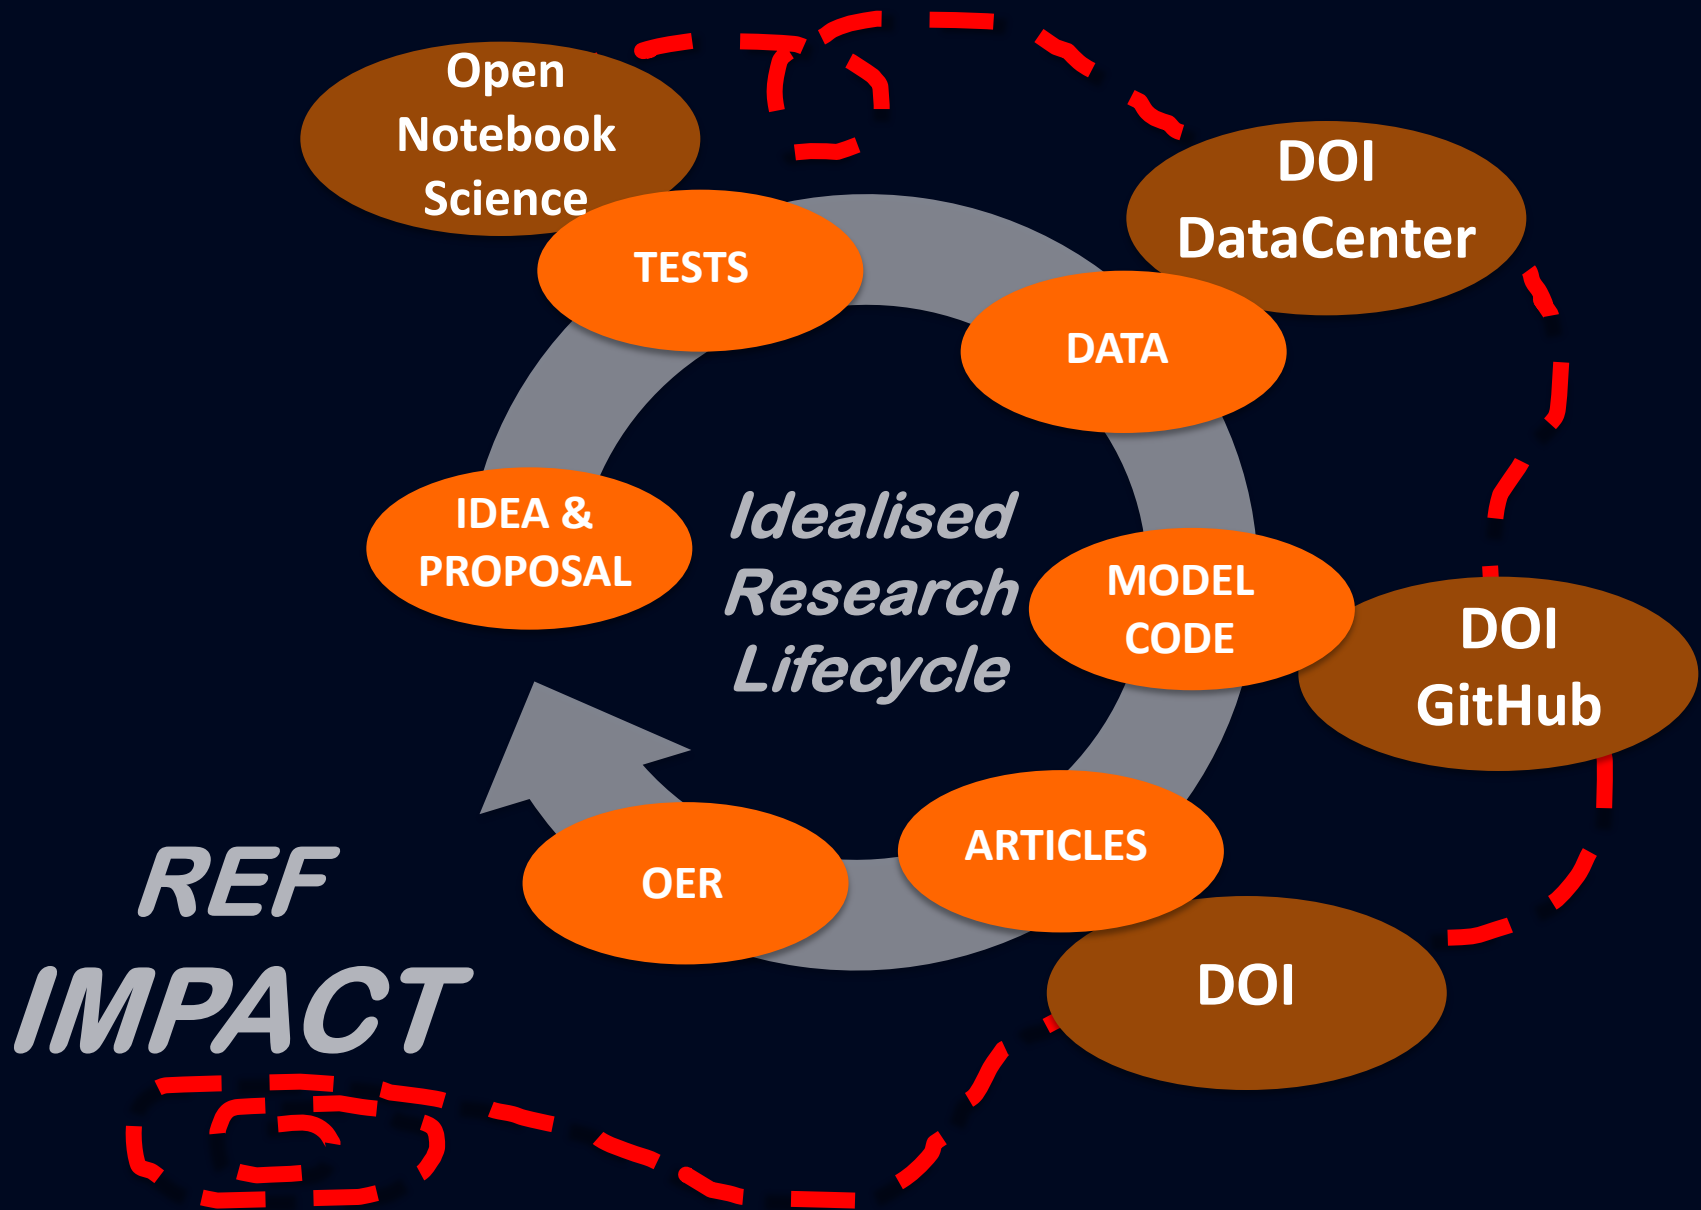 Open
Notebook
Science
DOI
DataCenter
TESTS
DATA
IDEA &
PROPOSAL
Idealised
Research
Lifecycle
MODEL
CODE
DOI
GitHub
ARTICLES
OER
DOI
REF
IMPACT